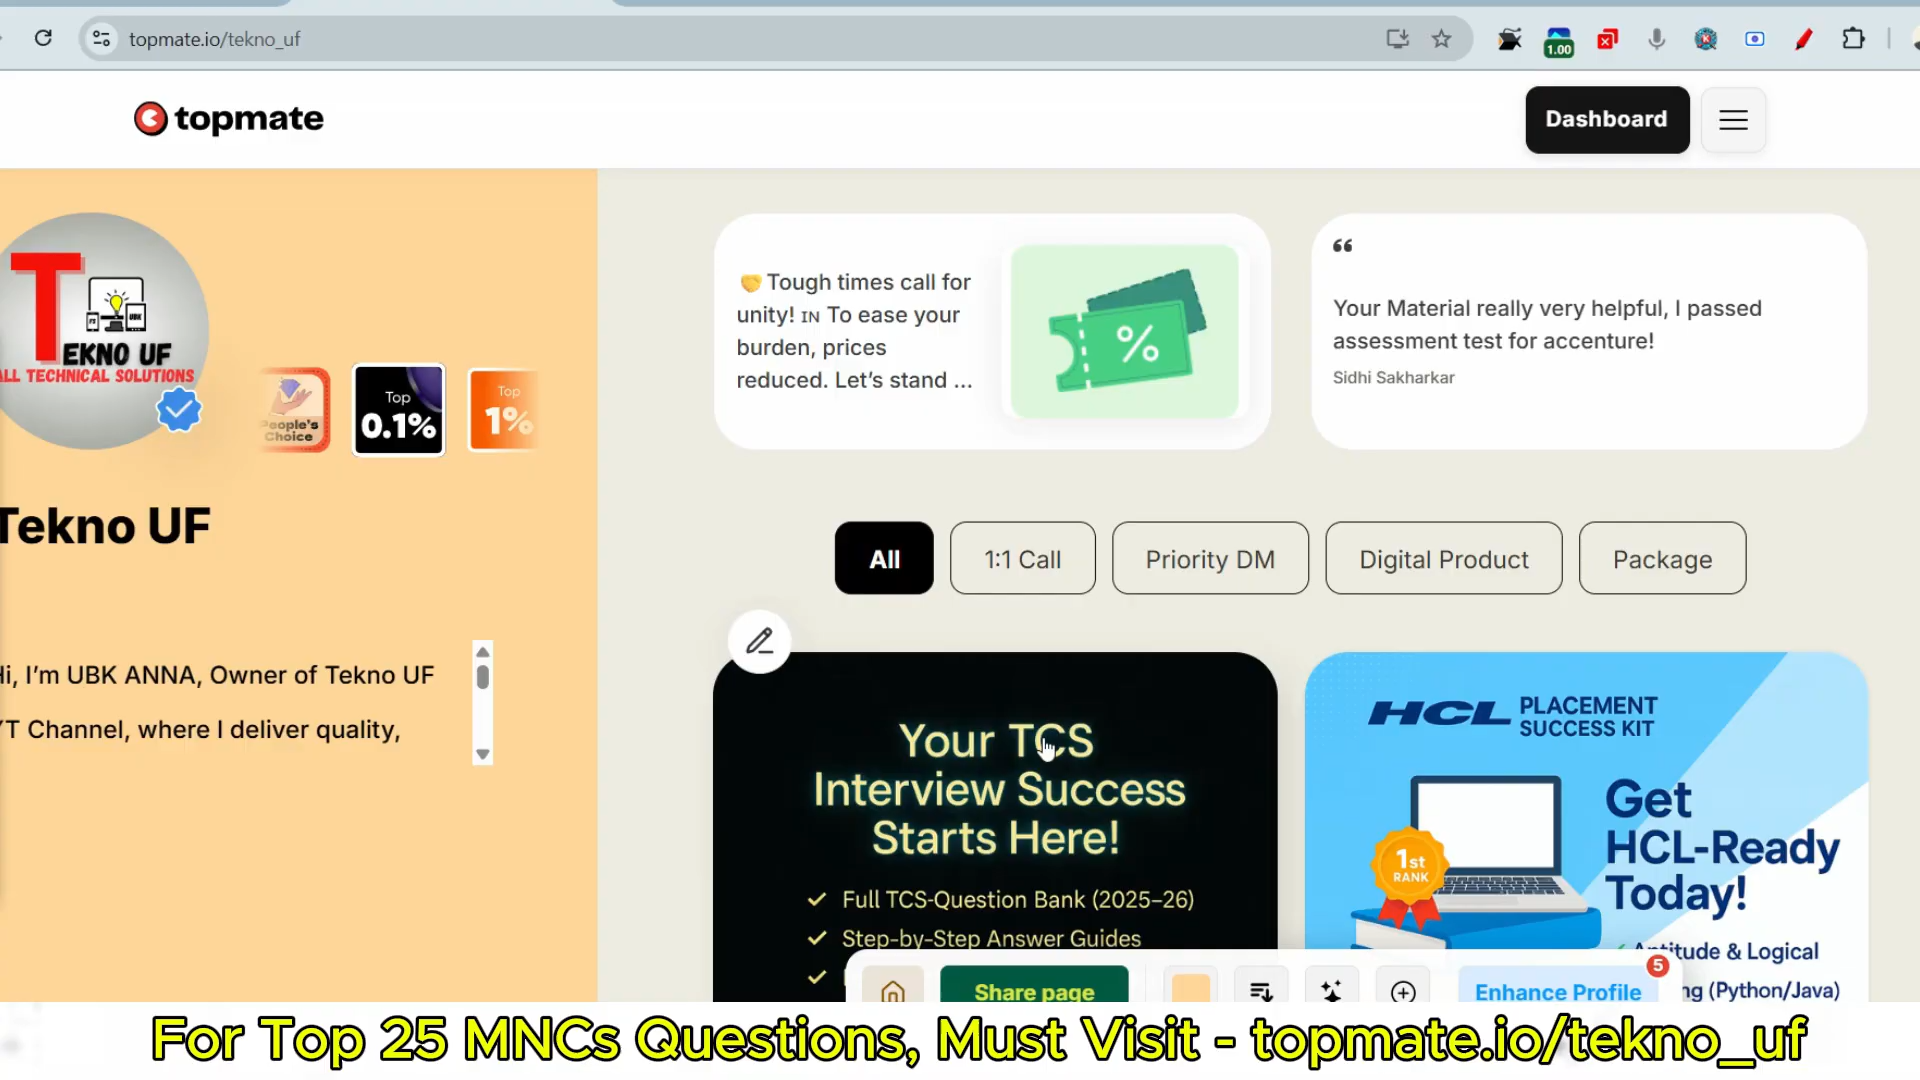 topmate.io/tekno_uf
1.00
topmate
Dashboard
T
EKNO UF
ALL TECHNICAL SOLUTIONS
People's
Choice
Top
0.1%
Top
1%
Tekno UF
Hi, I'm UBK ANNA, Owner of Tekno UF
YT Channel, where I deliver quality,
🤝 Tough times call for
unity! IN To ease your
burden, prices
reduced. Let's stand ...
%
“
Your Material really very helpful, I passed
assessment test for accenture!
Sidhi Sakharkar
All
1:1 Call
Priority DM
Digital Product
Package
Your TCS
Interview Success
Starts Here!
✓ Full TCS-Question Bank (2025–26)
✓ Step-by-Step Answer Guides
✓
HCL PLACEMENT
SUCCESS KIT
Get
HCL-Ready
Today!
1st
RANK
Aptitude & Logical
ng (Python/Java)
Share page
Enhance Profile
5
For Top 25 MNCs Questions, Must Visit - topmate.io/tekno_uf